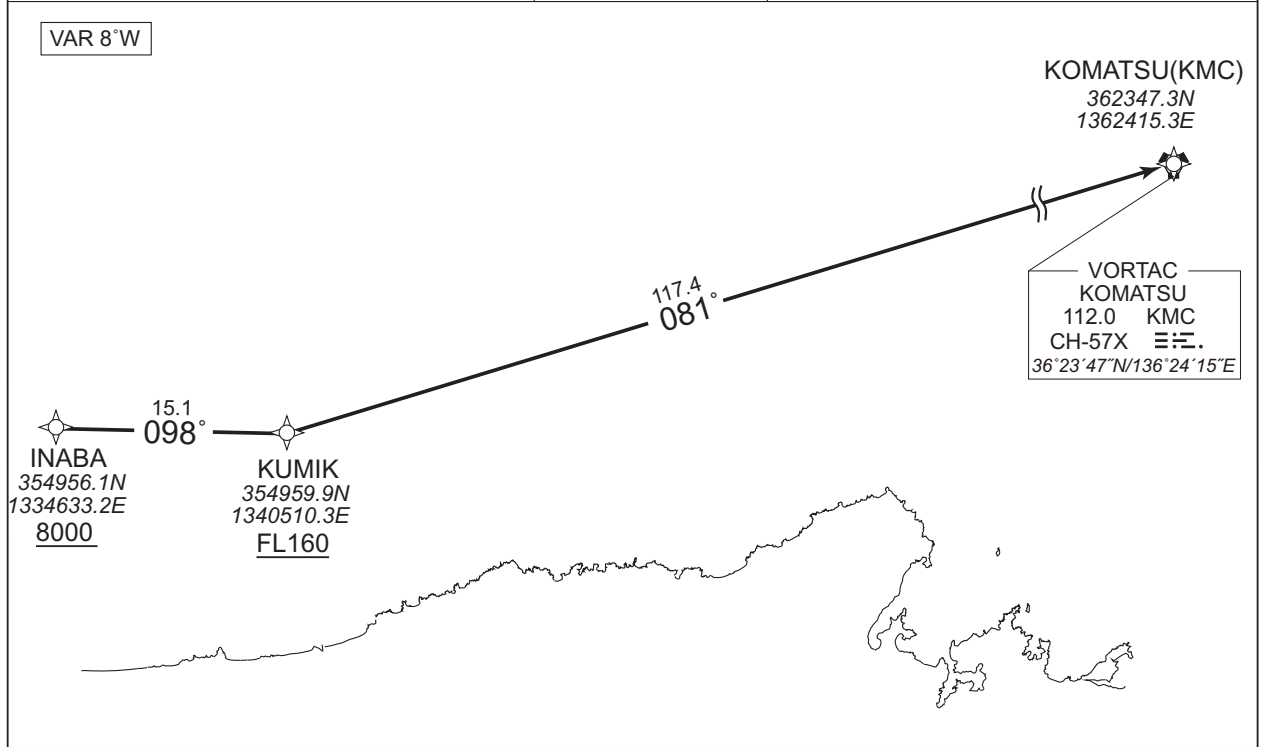 VAR 8˚W
KOMATSU(KMC)
362347.3N
1362415.3E
117.4
081˚
VORTAC
KOMATSU
112.0 KMC
CH-57X
36˚23´47˝N/136˚24´15˝E
15.1
098˚
INABA
354956.1N
1334633.2E
8000
KUMIK
354959.9N
1340510.3E
FL160